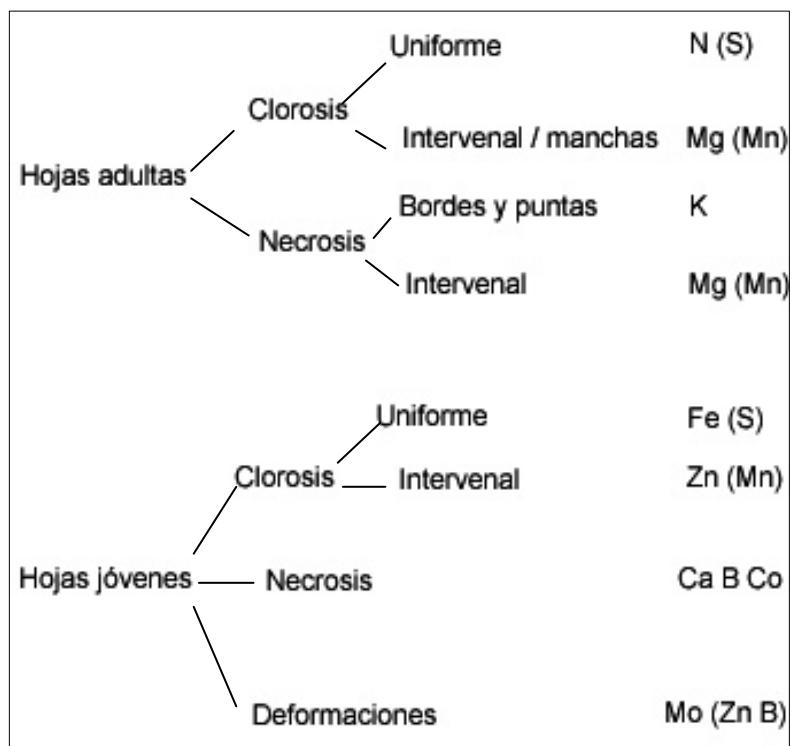 Uniforme N (S)
Clorosis
Intervenal / manchas Mg (Mn)
Hojas adultas
Bordes y puntas K
Necrosis
Intervenal Mg (Mn)
Uniforme Fe (S)
Clorosis Intervenal Zn (Mn)
Hojas jóvenes Necrosis Ca B Co
Deformaciones Mo (Zn B)